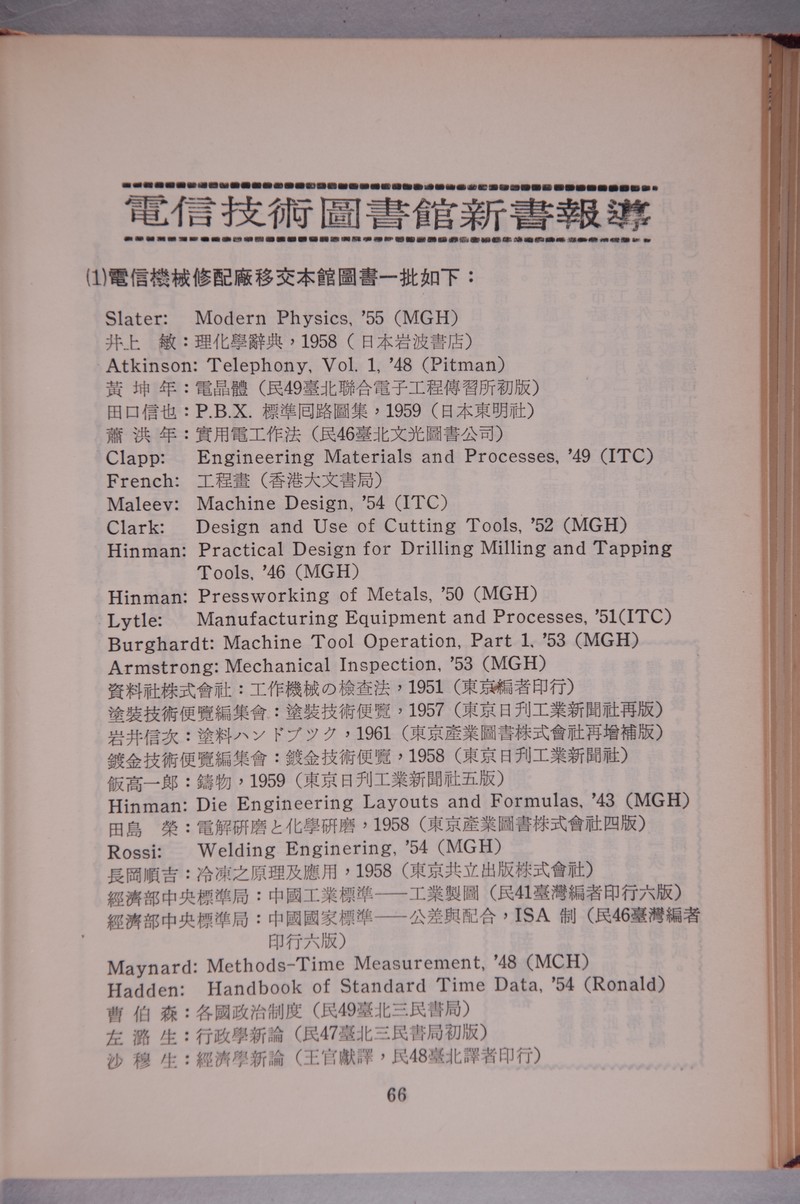 電信技術圖書館新書報導
(1)電信機械修配廠移交本館圖書一批如下：
Slater: Modern Physics, ’55 (MGH)
井上　敏：理化學辭典，1958（日本岩波書店）
Atkinson: Telephony, Vol. 1, ’48 (Pitman)
黃 坤 年：電晶體（民49臺北聯合電子工程傳習所初版）
田口信也：P.B.X. 標準回路圖集，1959（日本東明社）
蕭 洪 年：實用電工作法（民46臺北文光圖書公司）
Clapp: Engineering Materials and Processes, ’49 (ITC)
French: 工程畫（香港大文書局）
Maleev: Machine Design, ’54 (ITC)
Clark: Design and Use of Cutting Tools, ’52 (MGH)
Hinman: Practical Design for Drilling Milling and Tapping
Tools, ’46 (MGH)
Hinman: Pressworking of Metals, ’50 (MGH)
Lytle: Manufacturing Equipment and Processes, ’51(ITC)
Burghardt: Machine Tool Operation, Part 1, ’53 (MGH)
Armstrong: Mechanical Inspection, ’53 (MGH)
資料社株式會社：工作機械の檢查法，1951（東京編者印行）
塗裝技術便覽編集會：塗裝技術便覽，1957（東京日刋工業新聞社再版）
岩井信次：塗料ハンドブツク，1961（東京產業圖書株式會社再增補版）
鍍金技術便覽編集會：鍍金技術便覽，1958（東京日刋工業新聞社）
飯高一郎：鑄物，1959（東京日刋工業新聞社五版）
Hinman: Die Engineering Layouts and Formulas, ’43 (MGH)
田島　榮：電解研磨と化學研磨，1958（東京產業圖書株式會社四版）
Rossi: Welding Enginering, ’54 (MGH)
長岡順吉：冷凍之原理及應用，1958（東京共立出版株式會社）
經濟部中央標準局：中國工業標準——工業製圖（民41臺灣編者印行六版）
經濟部中央標準局：中國國家標準——公差與配合，ISA 制（民46臺灣編者
印行六版）
Maynard: Methods-Time Measurement, ’48 (MCH)
Hadden: Handbook of Standard Time Data, ’54 (Ronald)
曹 伯 森：各國政治制度（民49臺北三民書局）
左 潞 生：行政學新論（民47臺北三民書局初版）
沙 穆 生：經濟學新論（王官獻譯，民48臺北譯者印行）
66